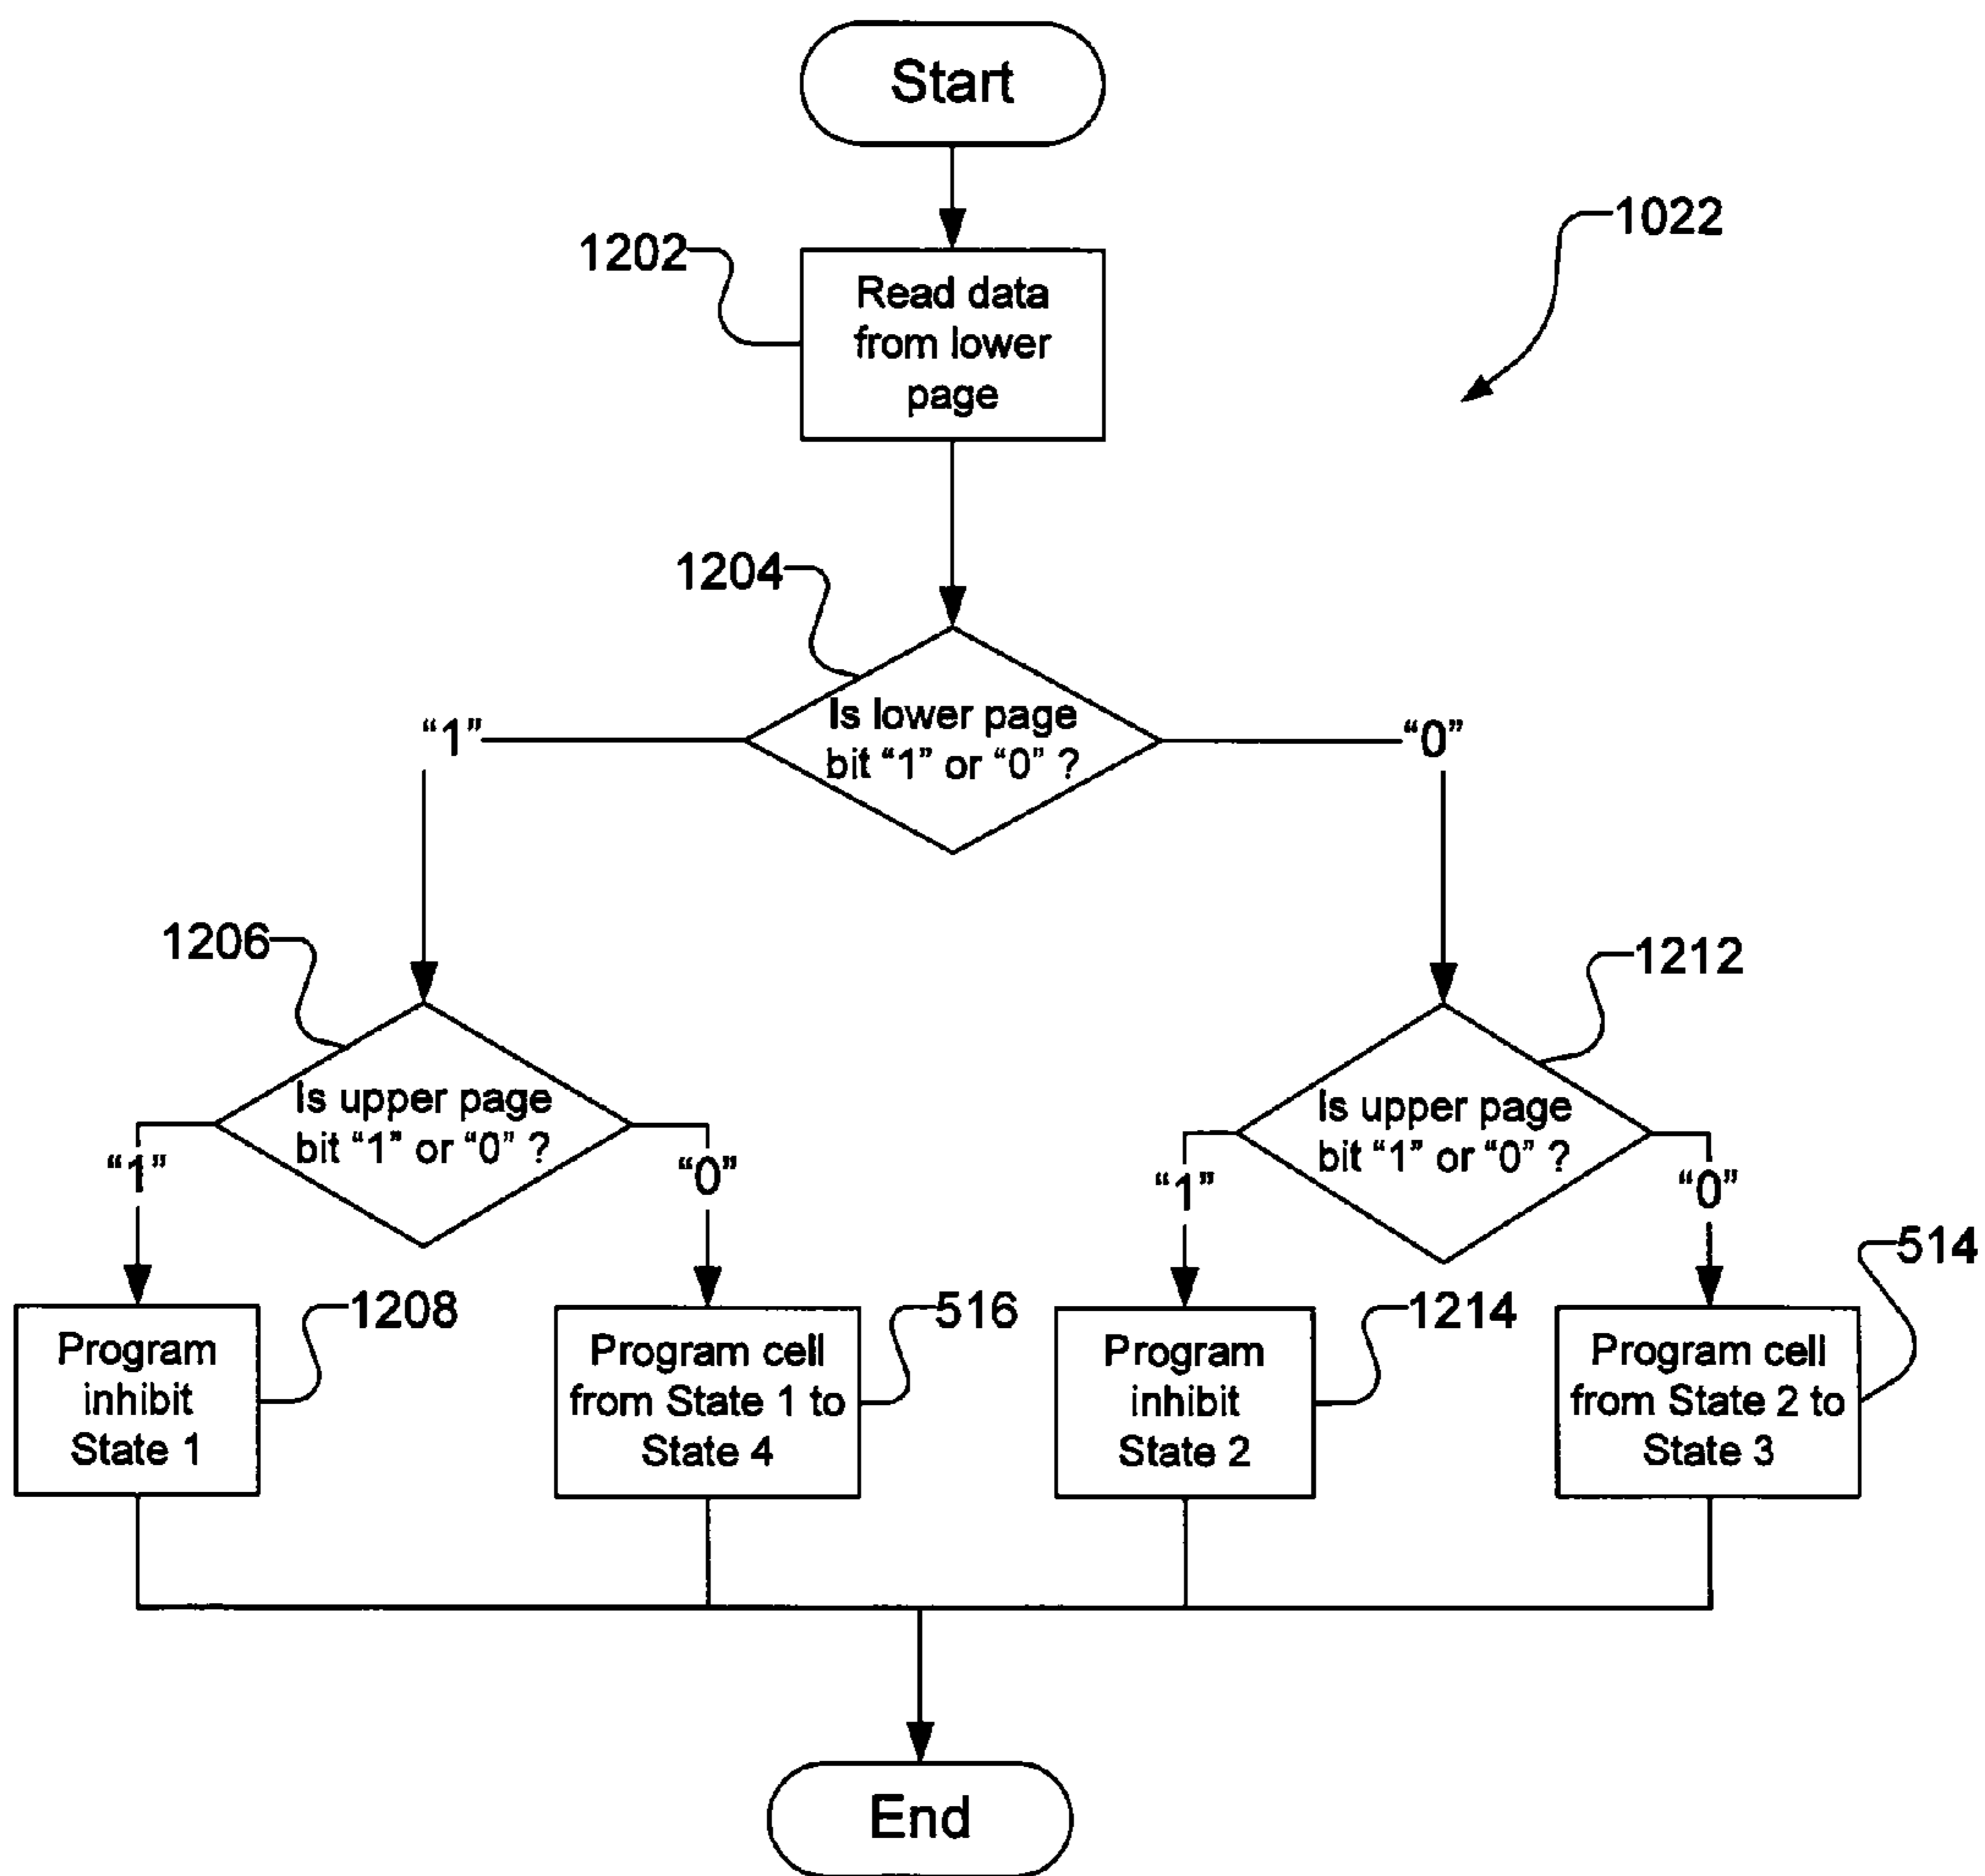 Start
1022
1202
Read data
from lower
page
1204
Is lower page
bit “1” or “0” ?
“1”
“0”
1206
1212
Is upper page
bit “1” or “0” ?
“1”
“0”
Is upper page
bit “1” or “0” ?
“1”
“0”
1208
Program
inhibit
State 1
516
Program cell
from State 1 to
State 4
1214
Program
inhibit
State 2
514
Program cell
from State 2 to
State 3
End